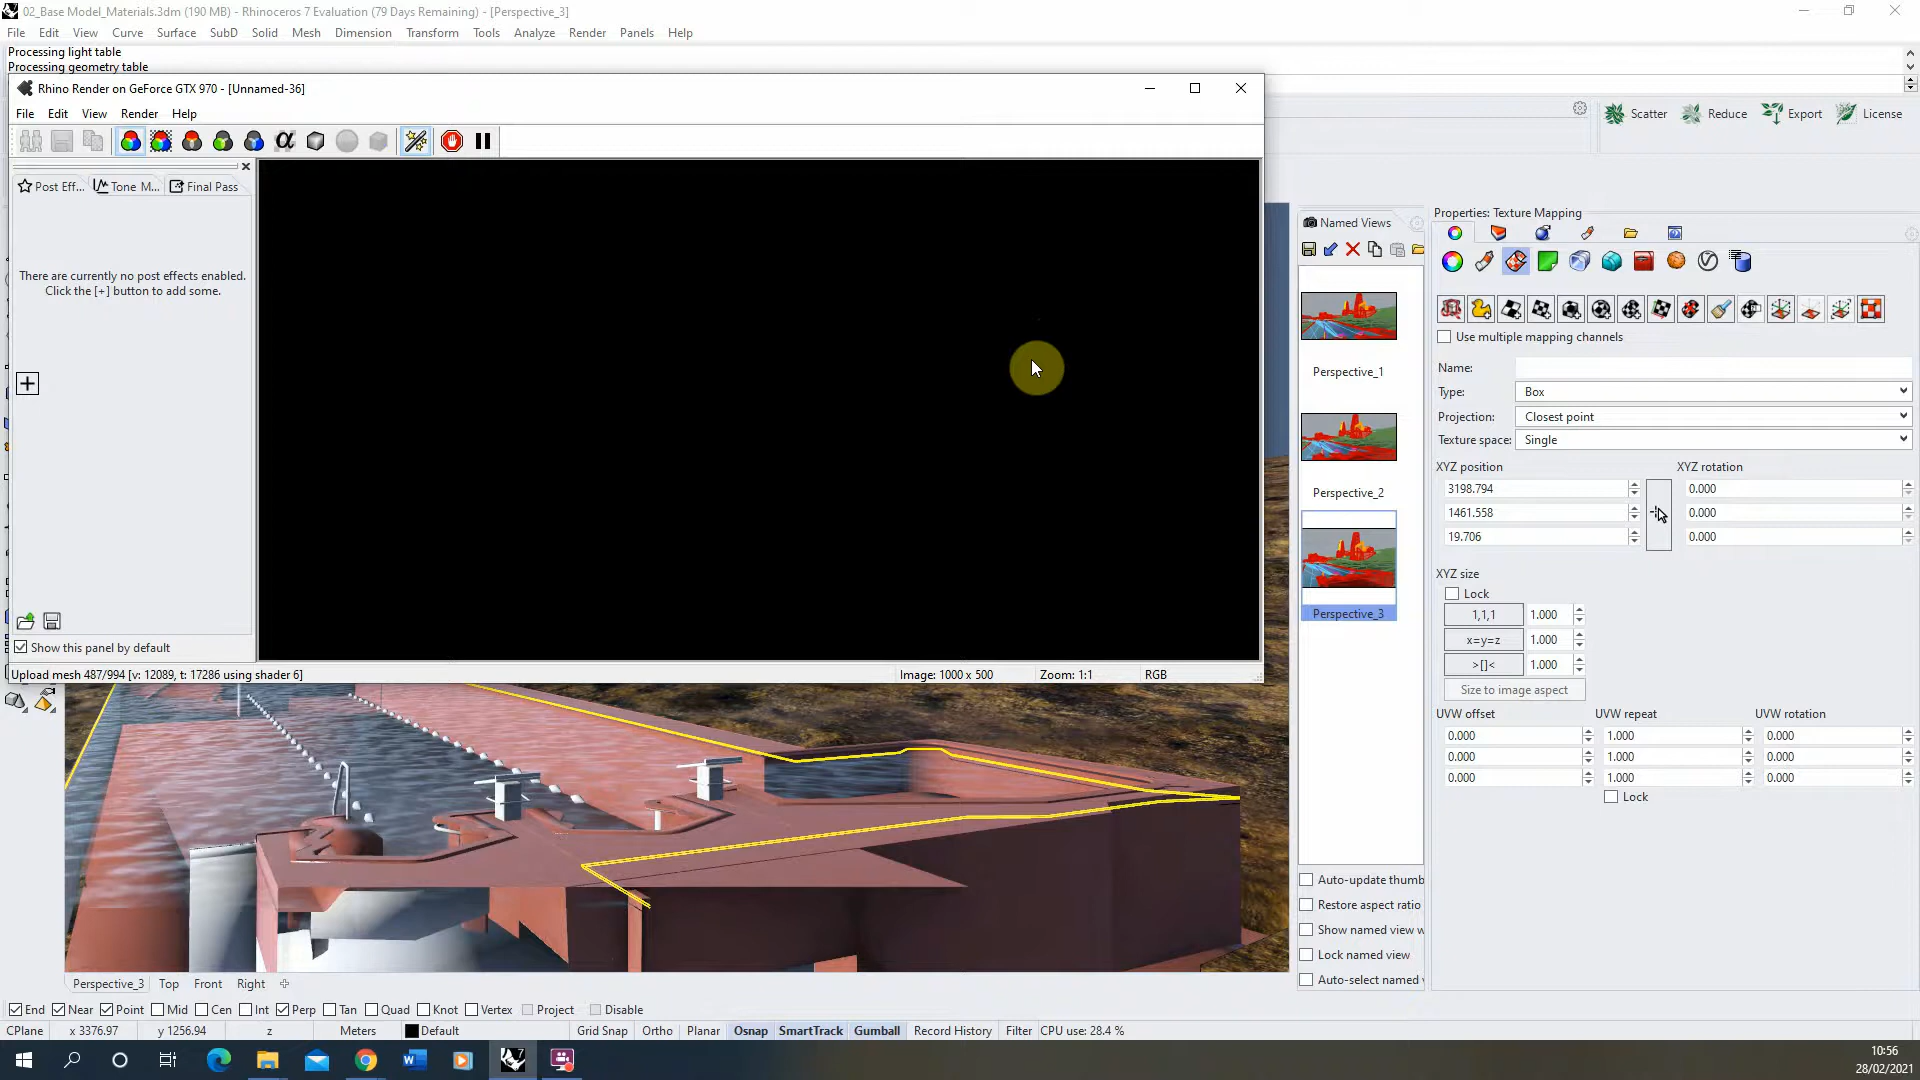 02_Base Model_Materials.3dm (190 MB) - Rhinoceros 7 Evaluation (79 Days Remaining) - [Perspective_3]
File Edit View Curve Surface SubD Solid Mesh Dimension Transform Tools Analyze Render Panels Help
Processing light table
Processing geometry table
Rhino Render on GeForce GTX 970 - [Unnamed-36]
File Edit View Render Help
Scatter Reduce Export License
Post Eff... Tone M... Final Pass
There are currently no post effects enabled.
Click the [+] button to add some.
Show this panel by default
Upload mesh 487/994 [v: 12089, t: 17286 using shader 6]
Image: 1000 x 500
Zoom: 1:1
RGB
Named Views
Perspective_1
Perspective_2
Perspective_3
Auto-update thumb
Restore aspect ratio
Show named view w
Lock named view
Auto-select named
Properties: Texture Mapping
Use multiple mapping channels
Name:
Type: Box
Projection: Closest point
Texture space: Single
XYZ position XYZ rotation
3198.794 0.000
1461.558 0.000
19.706 0.000
XYZ size
Lock
1,1,1 1.000
x=y=z 1.000
>[]< 1.000
Size to image aspect
UVW offset UVW repeat UVW rotation
0.000 1.000 0.000
0.000 1.000 0.000
0.000 1.000 0.000
Lock
Perspective_3 Top Front Right
End Near Point Mid Cen Int Perp Tan Quad Knot Vertex Project Disable
CPlane x 3376.97 y 1256.94 z Meters Default Grid Snap Ortho Planar Osnap SmartTrack Gumball Record History Filter CPU use: 28.4 %
10:56
28/02/2021